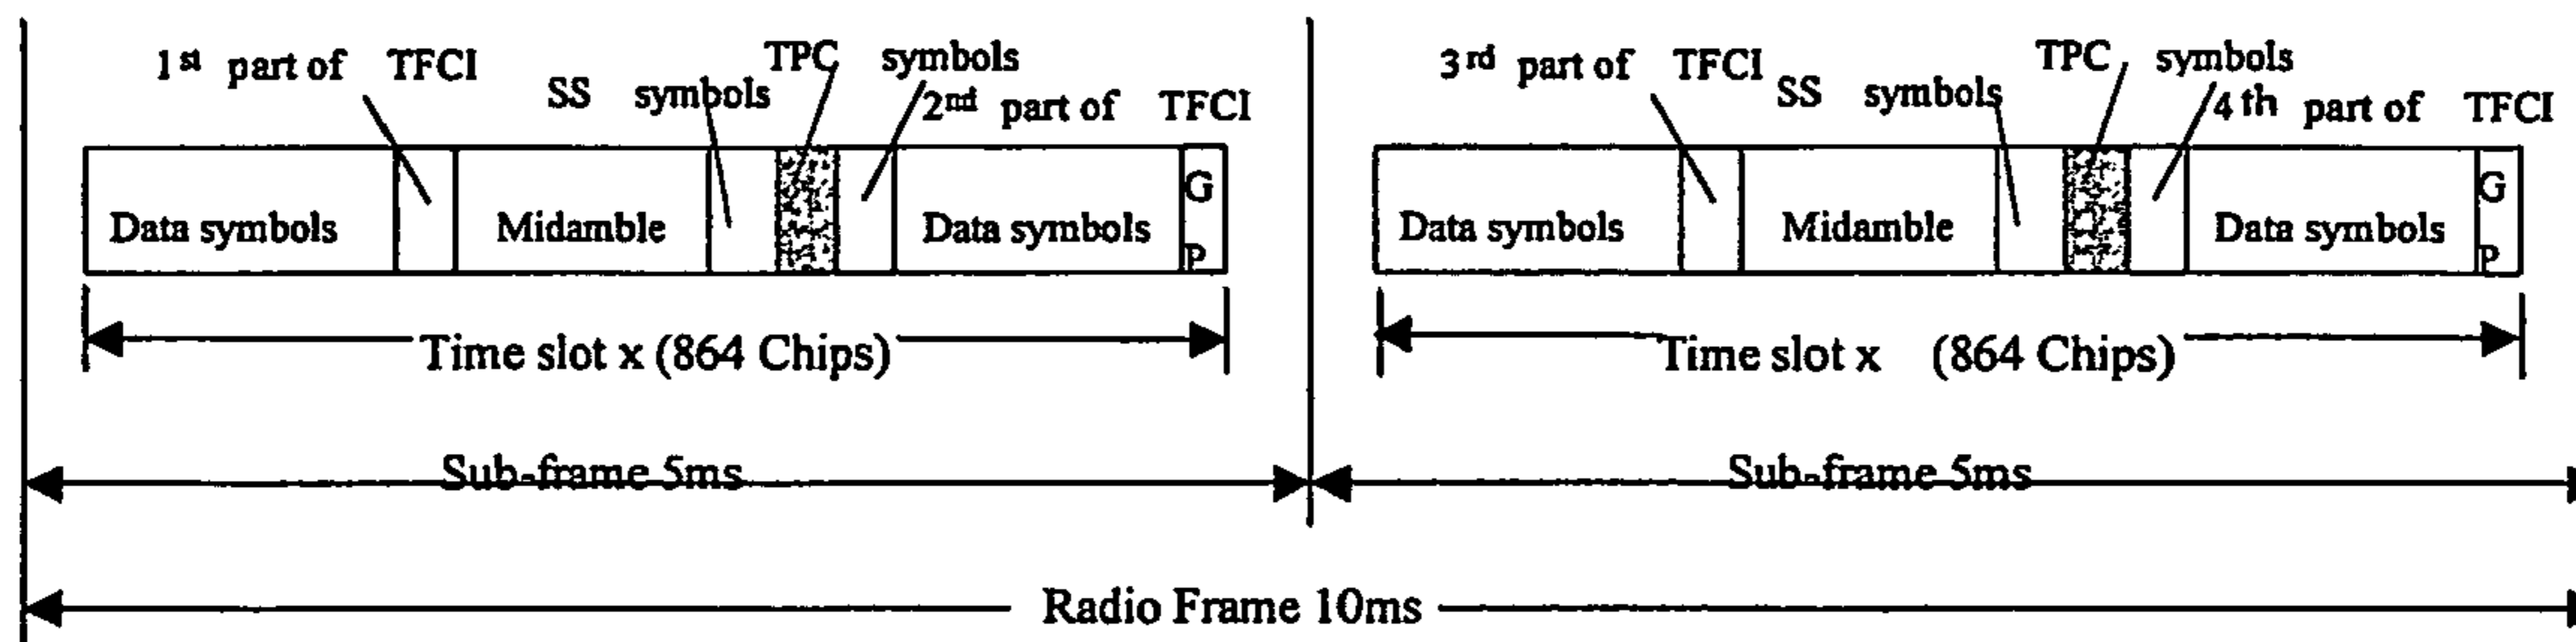 1st part of TFCI
SS symbols
TPC symbols
2nd part of TFCI
Data symbols
Midamble
Data symbols
G
P
Time slot x (864 Chips)
3rd part of TFCI
SS symbols
TPC symbols
4th part of TFCI
Data symbols
Midamble
Data symbols
G
P
Time slot x (864 Chips)
Sub-frame 5ms
Sub-frame 5ms
Radio Frame 10ms